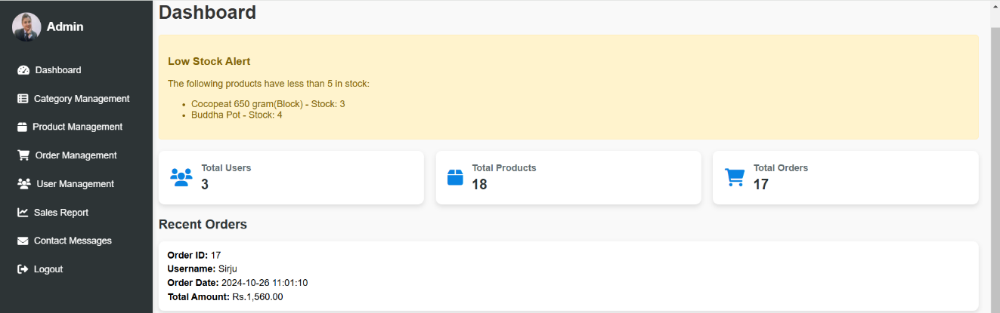 Admin
Dashboard
Category Management
Product Management
Order Management
User Management
Sales Report
Contact Messages
Logout
Dashboard
Low Stock Alert
The following products have less than 5 in stock:
Cocopeat 650 gram(Block) - Stock: 3
Buddha Pot - Stock: 4
Total Users
3
Total Products
18
Total Orders
17
Recent Orders
Order ID: 17
Username: Sirju
Order Date: 2024-10-26 11:01:10
Total Amount: Rs.1,560.00